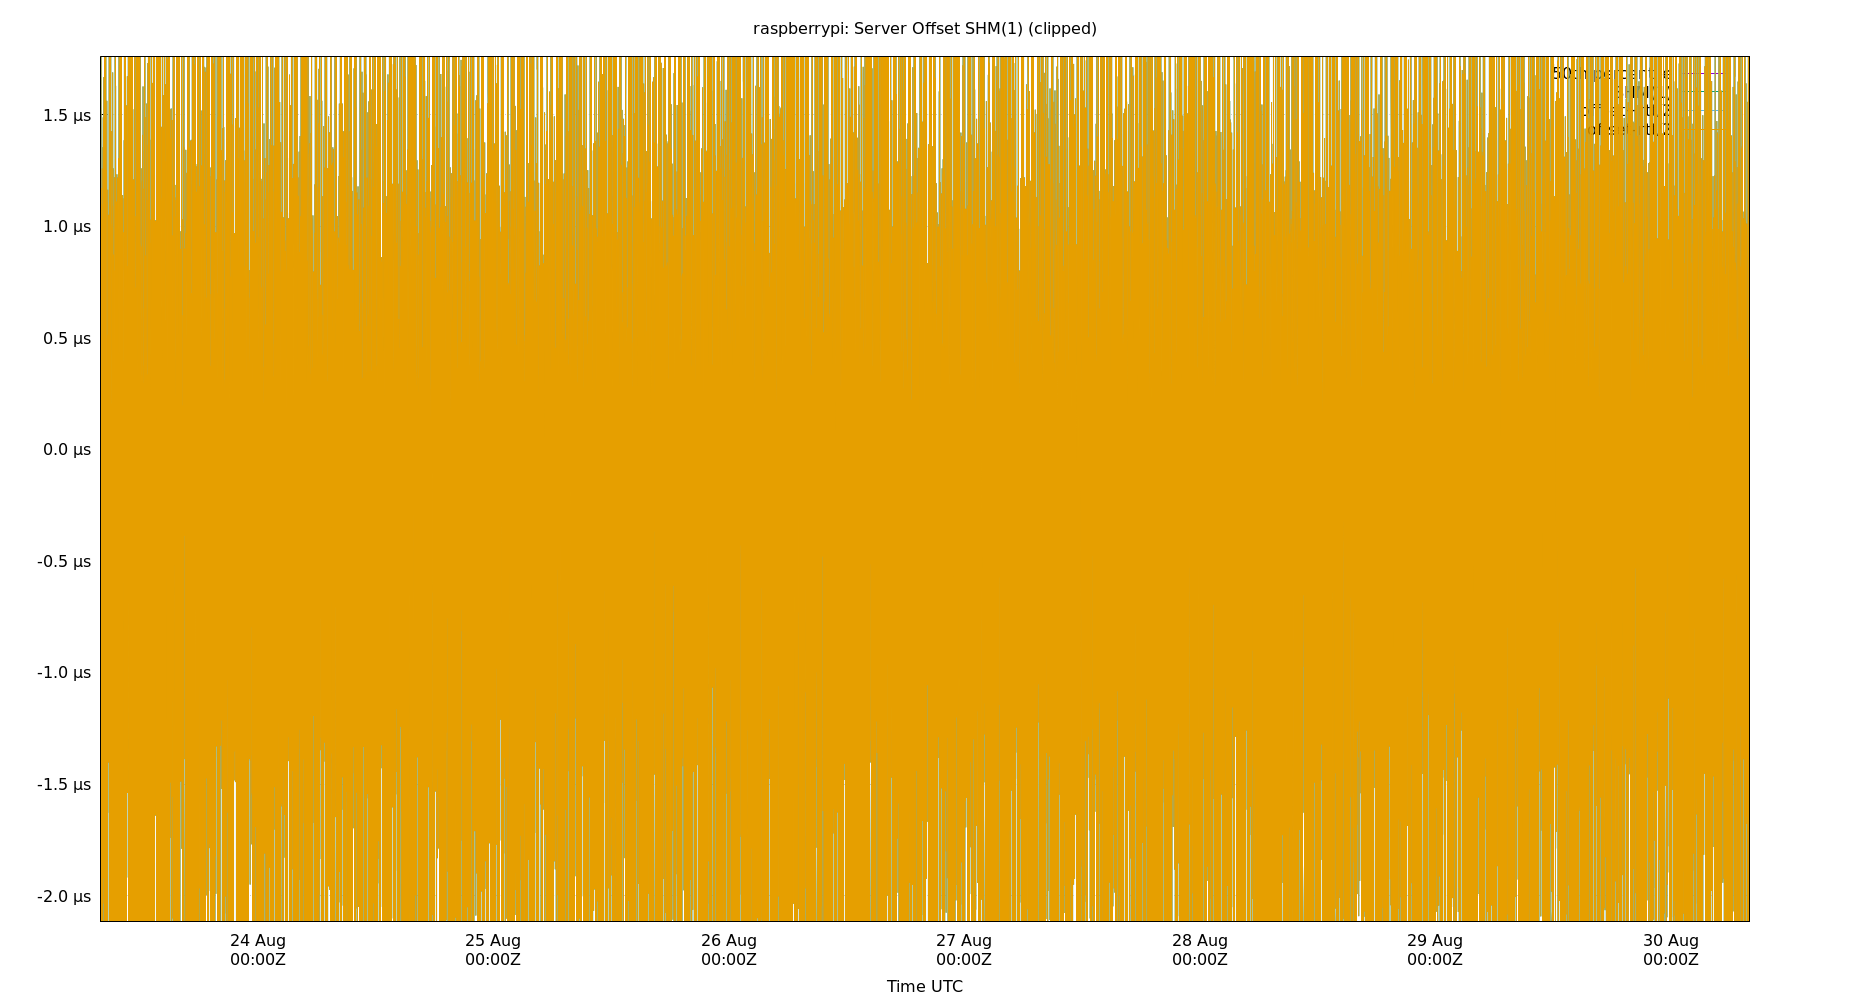 raspberrypi: Server Offset SHM(1) (clipped)
1.5 µs
1.0 µs
0.5 µs
0.0 µs
-0.5 µs
-1.0 µs
-1.5 µs
-2.0 µs
24 Aug
00:00Z
25 Aug
00:00Z
26 Aug
00:00Z
27 Aug
00:00Z
28 Aug
00:00Z
29 Aug
00:00Z
30 Aug
00:00Z
Time UTC